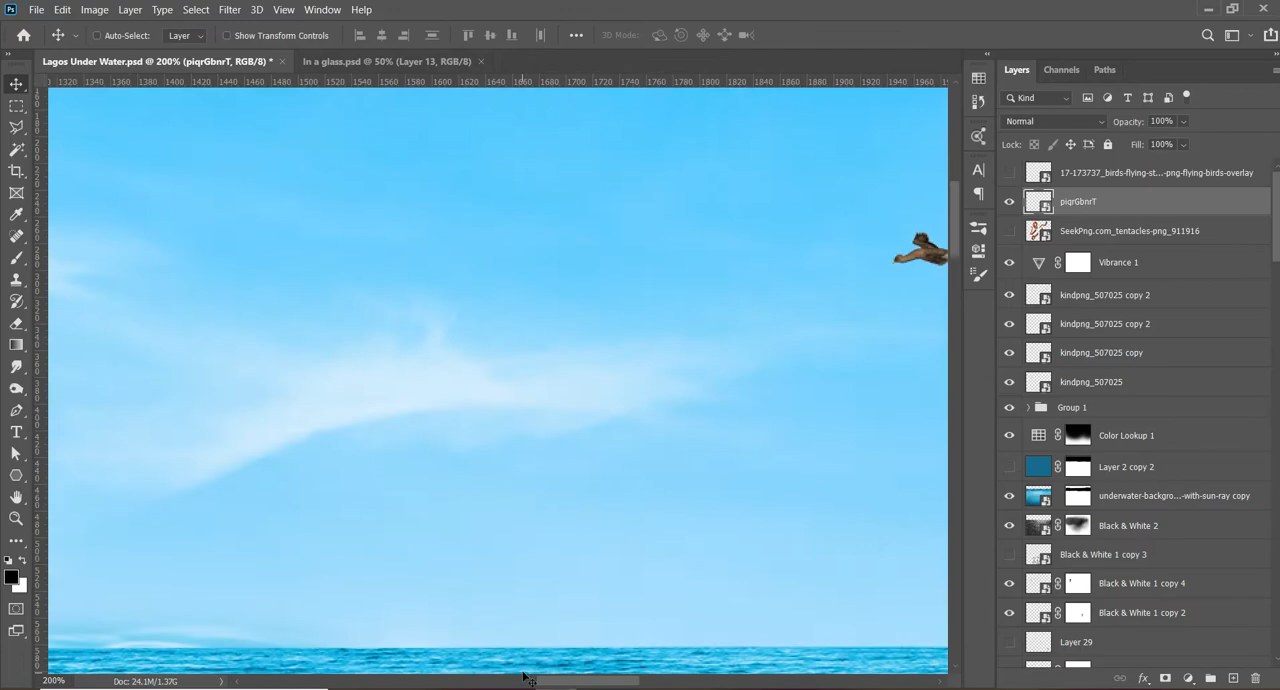 Ps File Edit Image Layer Type Select Filter 3D View Window Help
Auto-Select: Layer Show Transform Controls 3D Mode:
Lagos Under Water.psd @ 200% (piqrGbnrT, RGB/8) * × In a glass.psd @ 50% (Layer 13, RGB/8) ×
1320 1340 1360 1380 1400 1420 1440 1460 1480 1500 1520 1540 1560 1580 1600 1620 1640 1660 1680 1700 1720 1740 1760 1780 1800 1820 1840 1860 1880 1900 1920 1940 1960
Layers Channels Paths
Kind
Normal Opacity: 100%
Lock: Fill: 100%
17-173737_birds-flying-st...-png-flying-birds-overlay
piqrGbnrT
SeekPng.com_tentacles-png_911916
Vibrance 1
kindpng_507025 copy 2
kindpng_507025 copy 2
kindpng_507025 copy
kindpng_507025
Group 1
Color Lookup 1
Layer 2 copy 2
underwater-backgro...-with-sun-ray copy
Black & White 2
Black & White 1 copy 3
Black & White 1 copy 4
Black & White 1 copy 2
Layer 29
200% Doc: 24.1M/1.37G